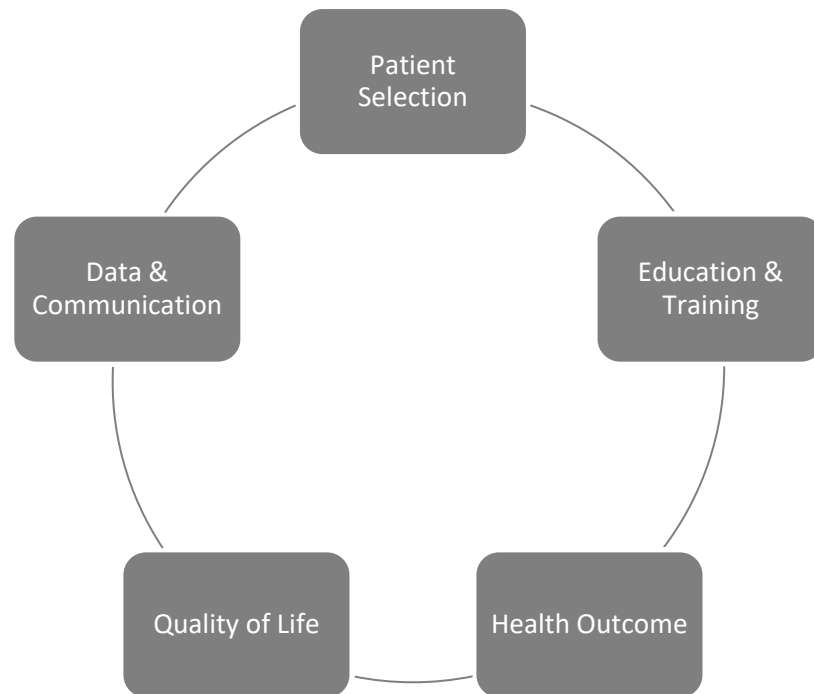 Patient
Selection
Education &
Training
Health Outcome
Quality of Life
Data &
Communication